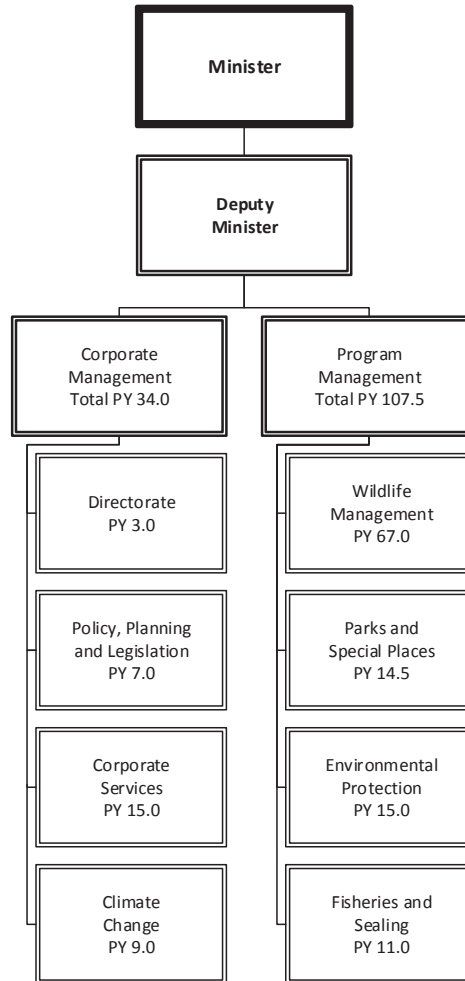 Minister
Deputy
Minister
Corporate
Management
Total PY 34.0
Program
Management
Total PY 107.5
Directorate
PY 3.0
Wildlife
Management
PY 67.0
Policy, Planning
and Legislation
PY 7.0
Parks and
Special Places
PY 14.5
Corporate
Services
PY 15.0
Environmental
Protection
PY 15.0
Climate
Change
PY 9.0
Fisheries and
Sealing
PY 11.0